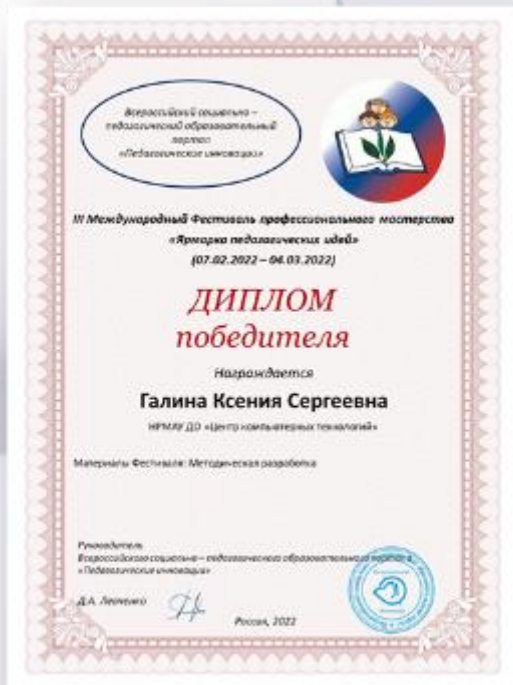 Всероссийский социально –
педагогический образовательный
портал
«Педагогические инновации»
III Международный Фестиваль профессионального мастерства
«Ярмарка педагогических идей»
(07.02.2022 – 04.03.2022)
ДИПЛОМ
победителя
Награждается
Галина Ксения Сергеевна
НРМАУ ДО «Центр компьютерных технологий»
Материалы Фестиваля: Методическая разработка
Руководитель
Всероссийского социально – педагогического образовательного портала
«Педагогические инновации»
Д.А. Левченко
Россия, 2022